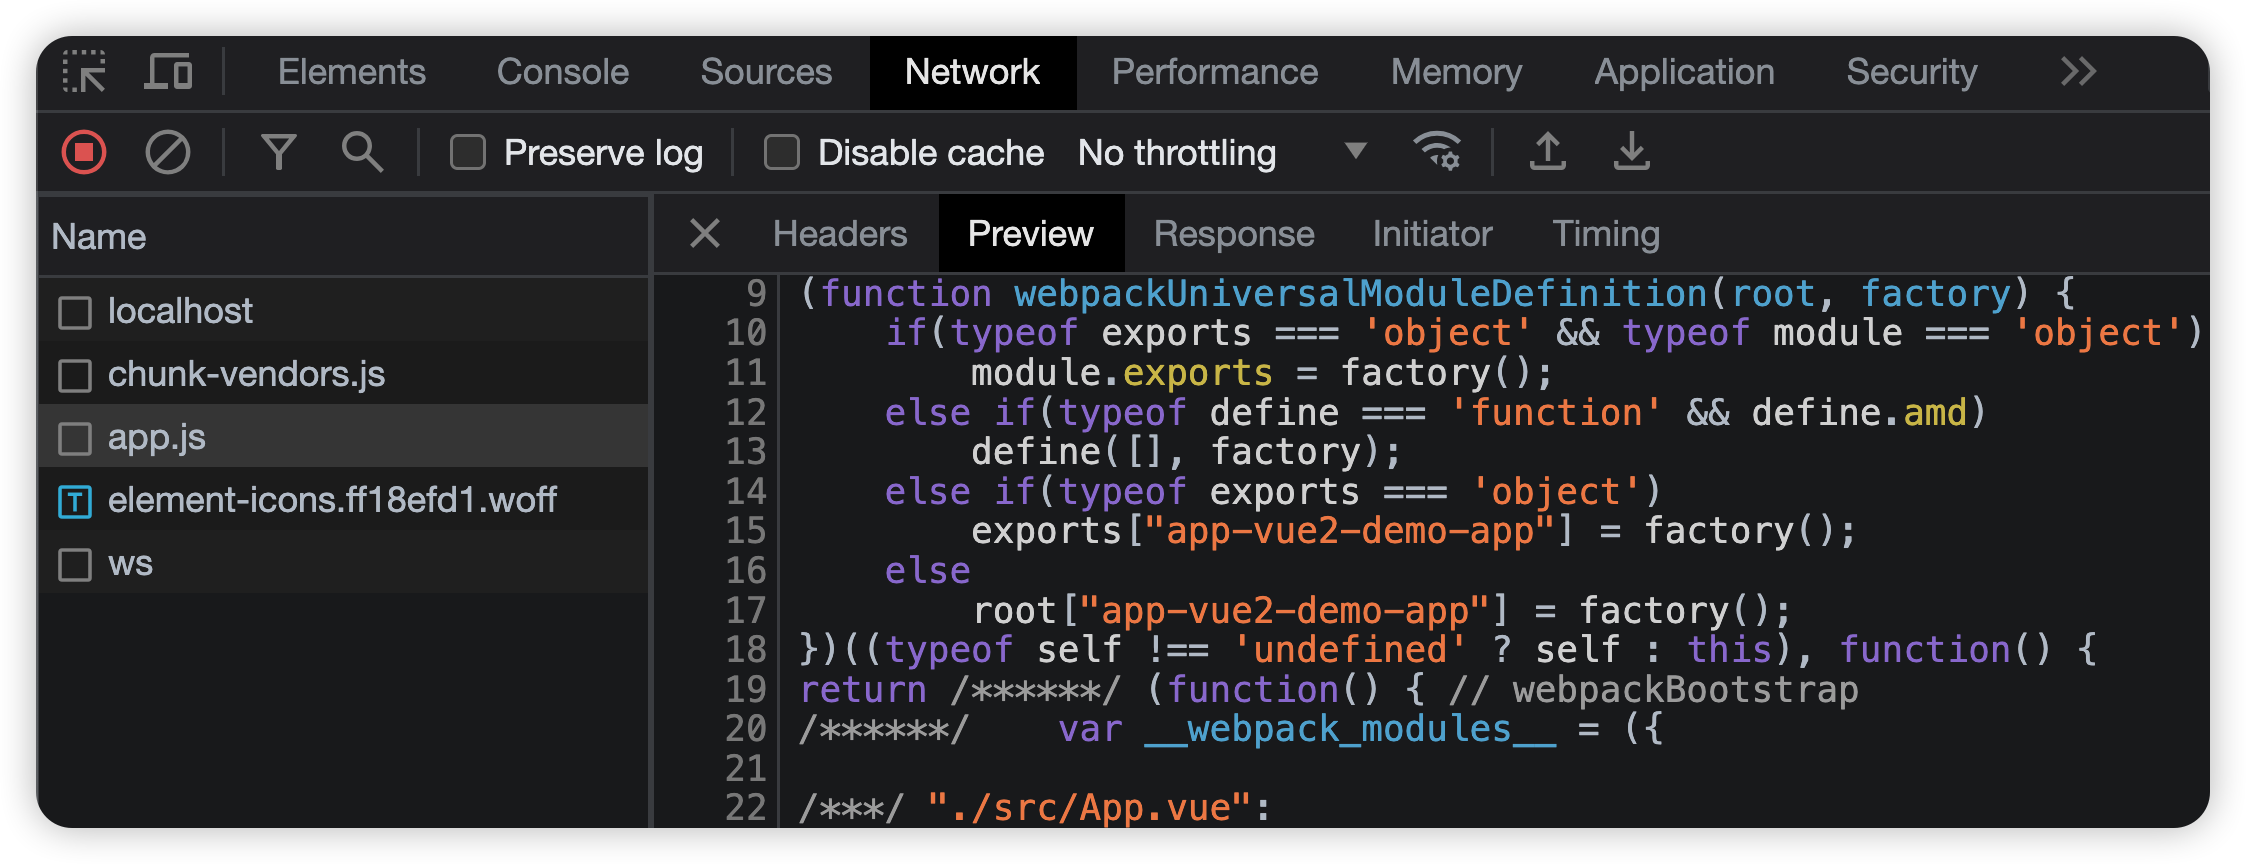 Elements Console Sources Network Performance Memory Application Security
Preserve log Disable cache No throttling
Name
localhost
chunk-vendors.js
app.js
T element-icons.ff18efd1.woff
ws
Headers Preview Response Initiator Timing
9 (function webpackUniversalModuleDefinition(root, factory) {
10     if(typeof exports === 'object' && typeof module === 'object')
11         module.exports = factory();
12     else if(typeof define === 'function' && define.amd)
13         define([], factory);
14     else if(typeof exports === 'object')
15         exports["app-vue2-demo-app"] = factory();
16     else
17         root["app-vue2-demo-app"] = factory();
18 })((typeof self !== 'undefined' ? self : this), function() {
19 return /******/ (function() { // webpackBootstrap
20 /******/    var __webpack_modules__ = ({
21
22 /***/ "./src/App.vue":